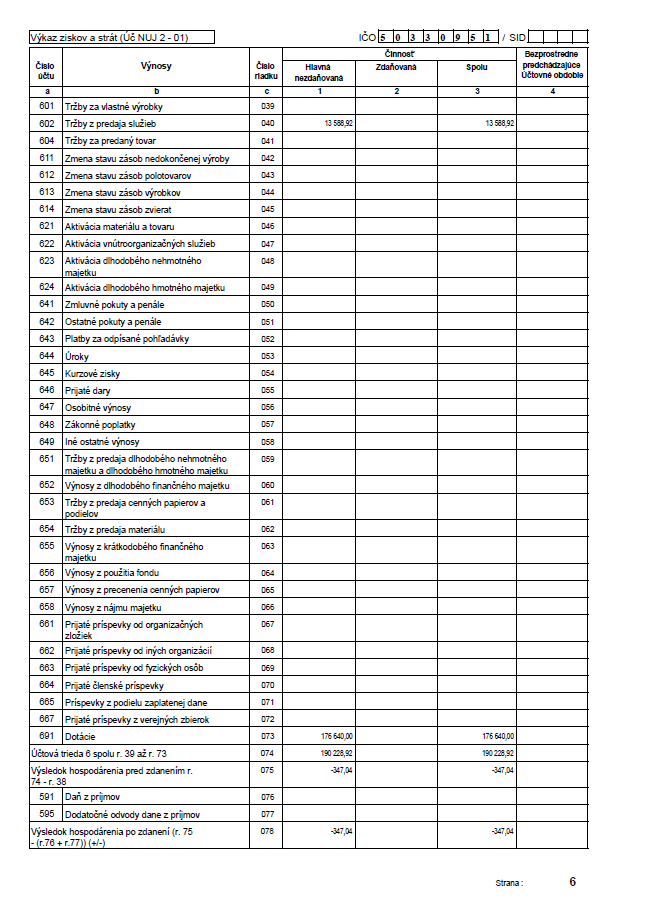 Výkaz ziskov a strát (Úč NUJ 2 - 01) IČO 5 0 3 3 0 9 5 1 / SID
Číslo účtu Výnosy Číslo riadku Činnosť Bezprostredne predchádzajúce Účtovné obdobie
Hlavná nezdaňovaná Zdaňovaná Spolu
a b c 1 2 3 4
601 Tržby za vlastné výrobky 039
602 Tržby z predaja služieb 040 13 588,92 13 588,92
604 Tržby za predaný tovar 041
611 Zmena stavu zásob nedokončenej výroby 042
612 Zmena stavu zásob polotovarov 043
613 Zmena stavu zásob výrobkov 044
614 Zmena stavu zásob zvierat 045
621 Aktivácia materiálu a tovaru 046
622 Aktivácia vnútroorganizačných služieb 047
623 Aktivácia dlhodobého nehmotného 048
majetku
624 Aktivácia dlhodobého hmotného majetku 049
641 Zmluvné pokuty a penále 050
642 Ostatné pokuty a penále 051
643 Platby za odpísané pohľadávky 052
644 Úroky 053
645 Kurzové zisky 054
646 Prijaté dary 055
647 Osobitné výnosy 056
648 Zákonné poplatky 057
649 Iné ostatné výnosy 058
651 Tržby z predaja dlhodobého nehmotného 059
majetku a dlhodobého hmotného majetku
652 Výnosy z dlhodobého finančného majetku 060
653 Tržby z predaja cenných papierov a 061
podielov
654 Tržby z predaja materiálu 062
655 Výnosy z krátkodobého finančného 063
majetku
656 Výnosy z použitia fondu 064
657 Výnosy z precenenia cenných papierov 065
658 Výnosy z nájmu majetku 066
661 Prijaté príspevky od organizačných 067
zložiek
662 Prijaté príspevky od iných organizácií 068
663 Prijaté príspevky od fyzických osôb 069
664 Prijaté členské príspevky 070
665 Príspevky z podielu zaplatenej dane 071
667 Prijaté príspevky z verejných zbierok 072
691 Dotácie 073 176 640,00 176 640,00
Účtová trieda 6 spolu r. 39 až r. 73 074 190 228,92 190 228,92
Výsledok hospodárenia pred zdanením r. 075 -347,04 -347,04
74 - r. 38
591 Daň z príjmov 076
595 Dodatočné odvody dane z príjmov 077
Výsledok hospodárenia po zdanení (r. 75 078 -347,04 -347,04
- (r.76 + r.77)) (+/-)
Strana : 6